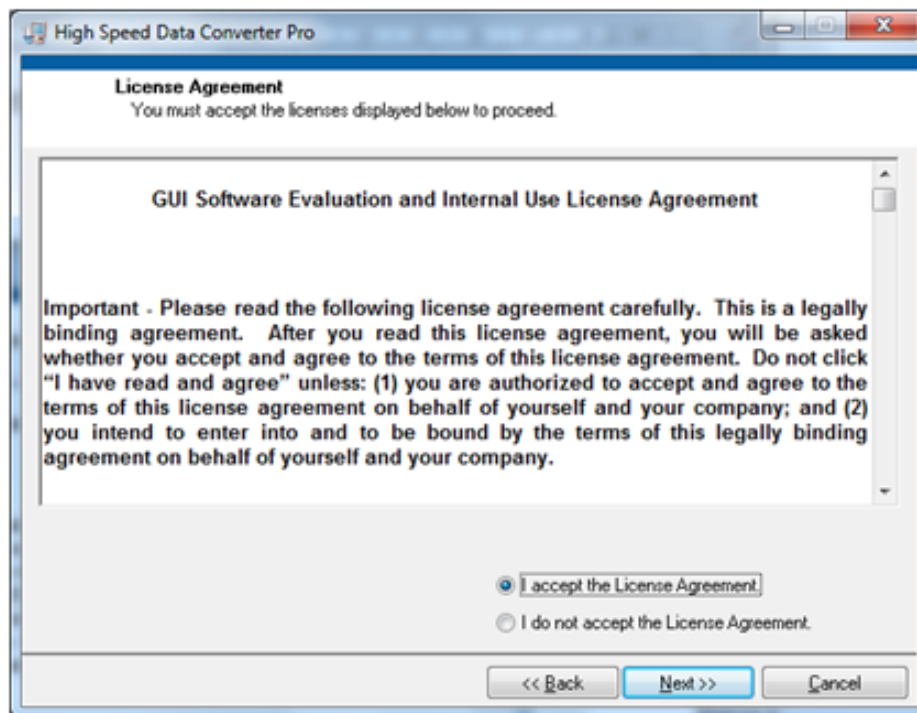 High Speed Data Converter Pro
License Agreement
You must accept the licenses displayed below to proceed.
GUI Software Evaluation and Internal Use License Agreement
Important - Please read the following license agreement carefully. This is a legally
binding agreement. After you read this license agreement, you will be asked
whether you accept and agree to the terms of this license agreement. Do not click
“I have read and agree” unless: (1) you are authorized to accept and agree to the
terms of this license agreement on behalf of yourself and your company; and (2)
you intend to enter into and to be bound by the terms of this legally binding
agreement on behalf of yourself and your company.
I accept the License Agreement.
I do not accept the License Agreement.
<< Back
Next >>
Cancel